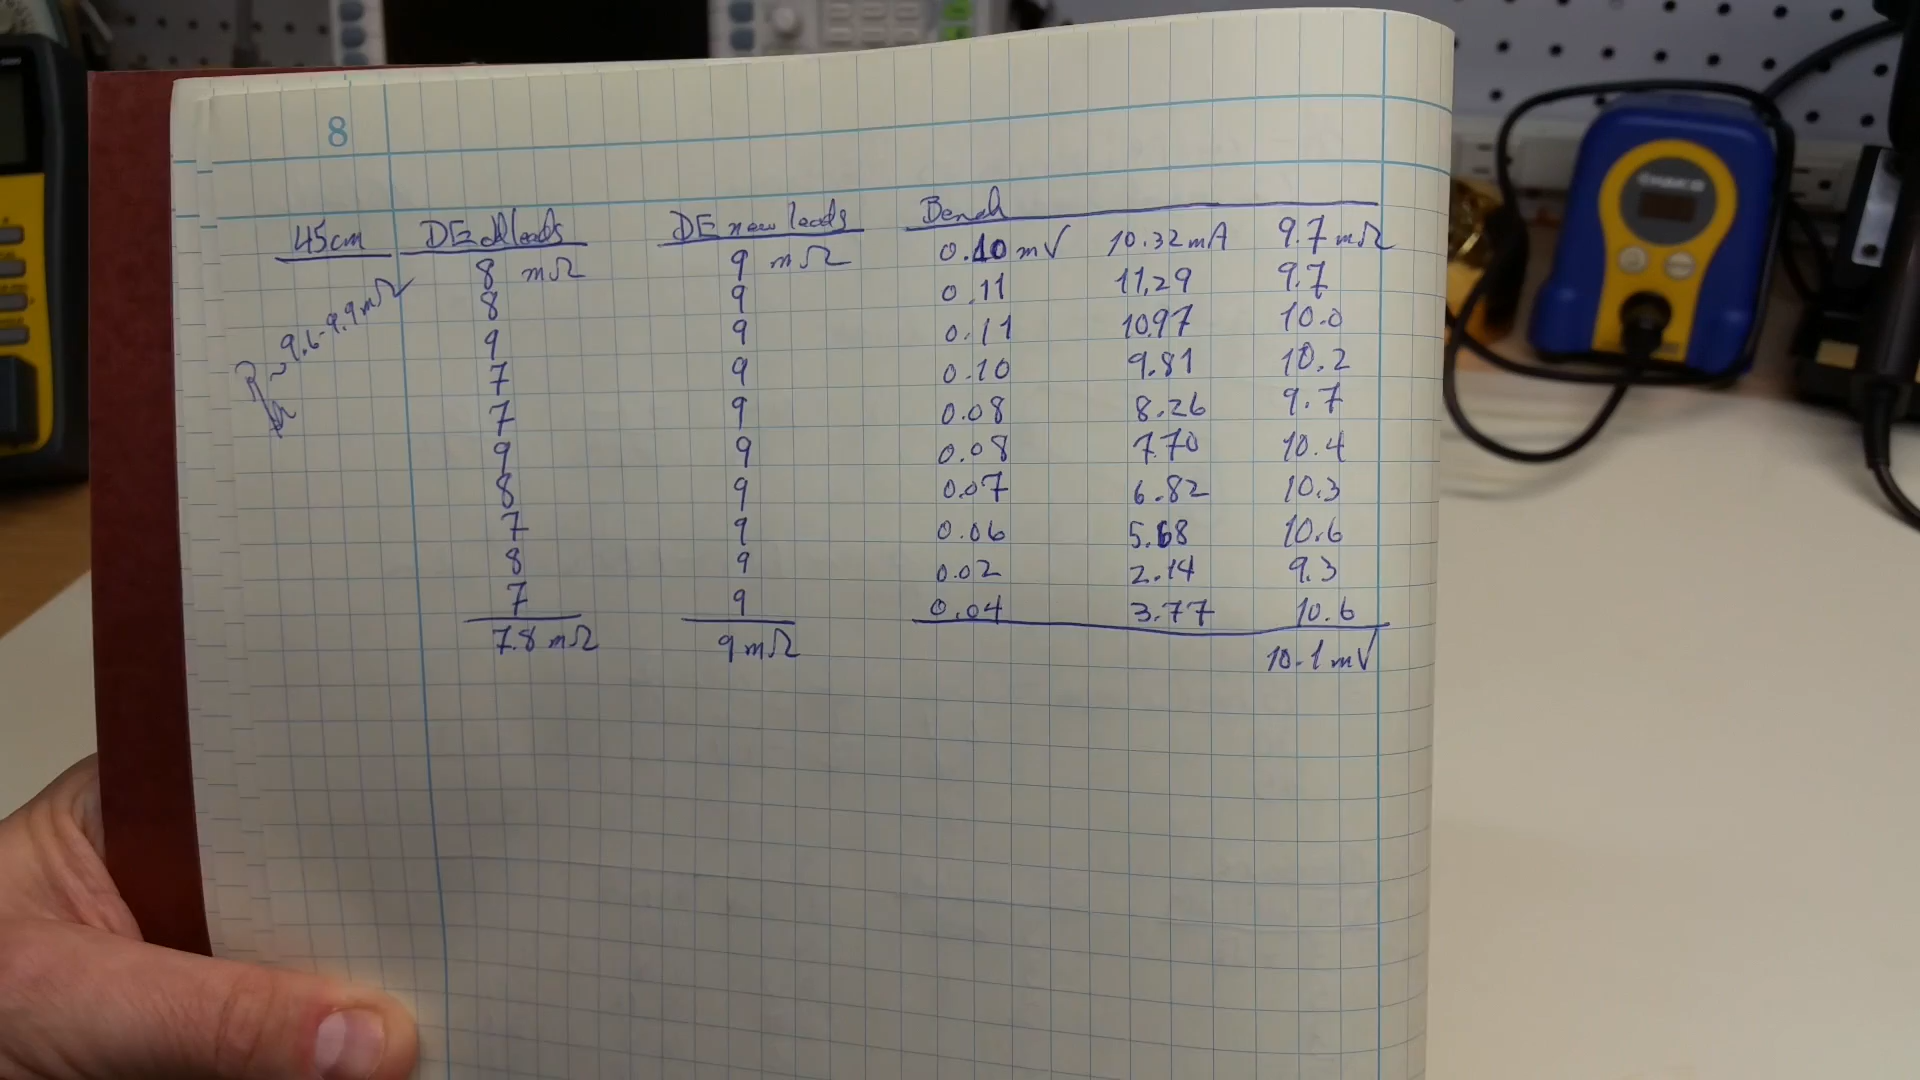 8
45cm DE old leads DE new leads Bench
8 mΩ 9 mΩ 0.10 mV 10.32 mA 9.7 mΩ
~9.6-9.9mΩ
8 9 0.11 11.29 9.7
9 9 0.11 10.97 10.0
7 9 0.10 9.81 10.2
7 9 0.08 8.26 9.7
9 9 0.08 7.70 10.4
8 9 0.07 6.82 10.3
7 9 0.06 5.68 10.6
8 9 0.02 2.14 9.3
7 9 0.04 3.77 10.6
7.8 mΩ 9 mΩ 10.1 mV